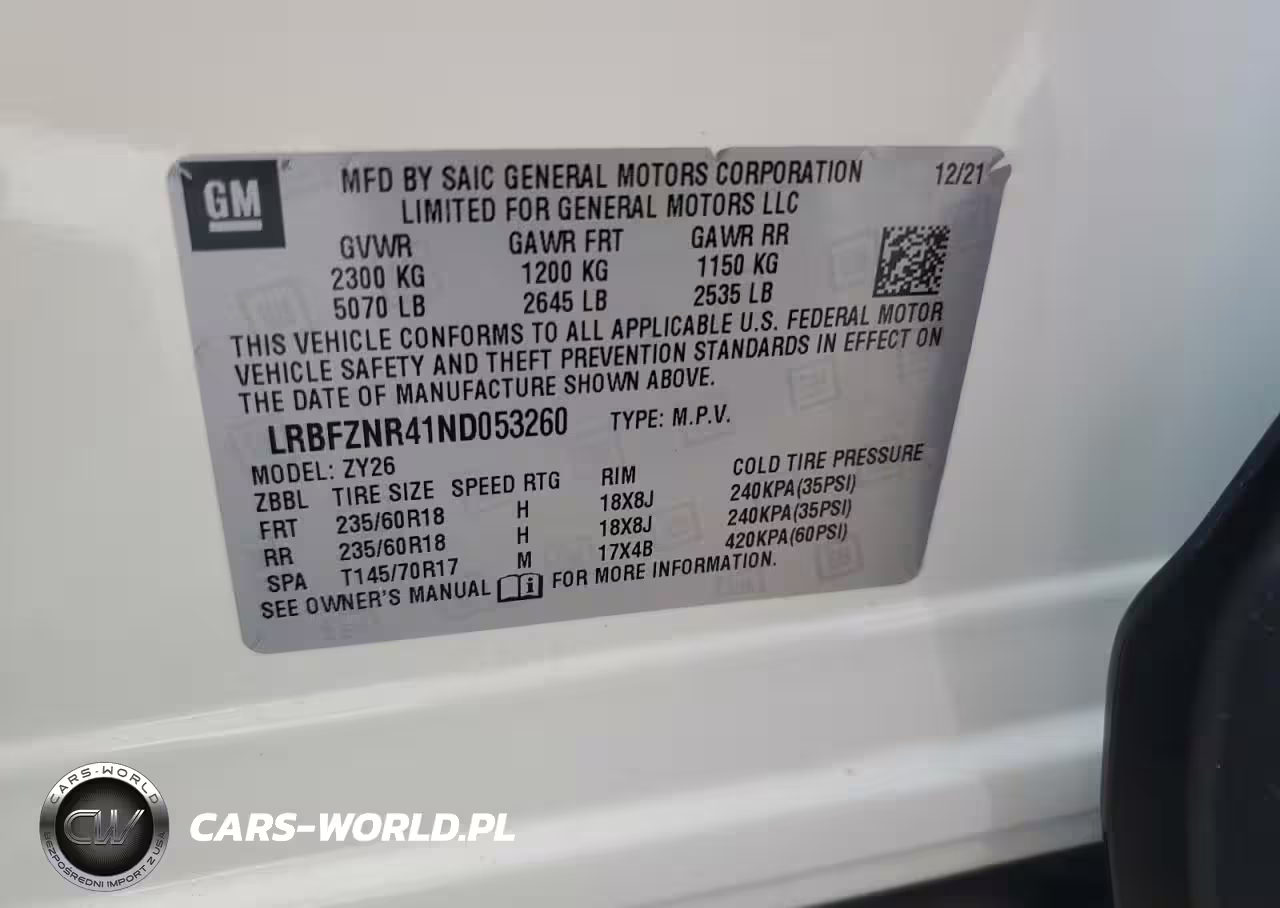 GM
MFD BY SAIC GENERAL MOTORS CORPORATION 12/21
LIMITED FOR GENERAL MOTORS LLC
GVWR GAWR FRT GAWR RR
2300 KG 1200 KG 1150 KG
5070 LB 2645 LB 2535 LB
THIS VEHICLE CONFORMS TO ALL APPLICABLE U.S. FEDERAL MOTOR
VEHICLE SAFETY AND THEFT PREVENTION STANDARDS IN EFFECT ON
THE DATE OF MANUFACTURE SHOWN ABOVE.
LRBFZNR41ND053260 TYPE: M.P.V.
MODEL: ZY26
ZBBL TIRE SIZE SPEED RTG RIM COLD TIRE PRESSURE
FRT 235/60R18 H 18X8J 240KPA(35PSI)
RR 235/60R18 H 18X8J 240KPA(35PSI)
SPA T145/70R17 M 17X4B 420KPA(60PSI)
SEE OWNER'S MANUAL i FOR MORE INFORMATION.
CARS-WORLD
CW
BEZPOŚREDNI IMPORT Z USA
CARS-WORLD.PL